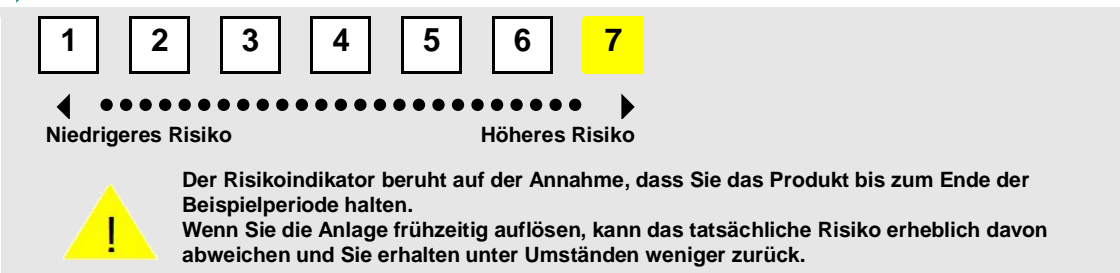 1 2 3 4 5 6 7
Niedrigeres Risiko Höheres Risiko
Der Risikoindikator beruht auf der Annahme, dass Sie das Produkt bis zum Ende der
Beispielperiode halten.
Wenn Sie die Anlage frühzeitig auflösen, kann das tatsächliche Risiko erheblich davon
abweichen und Sie erhalten unter Umständen weniger zurück.
!